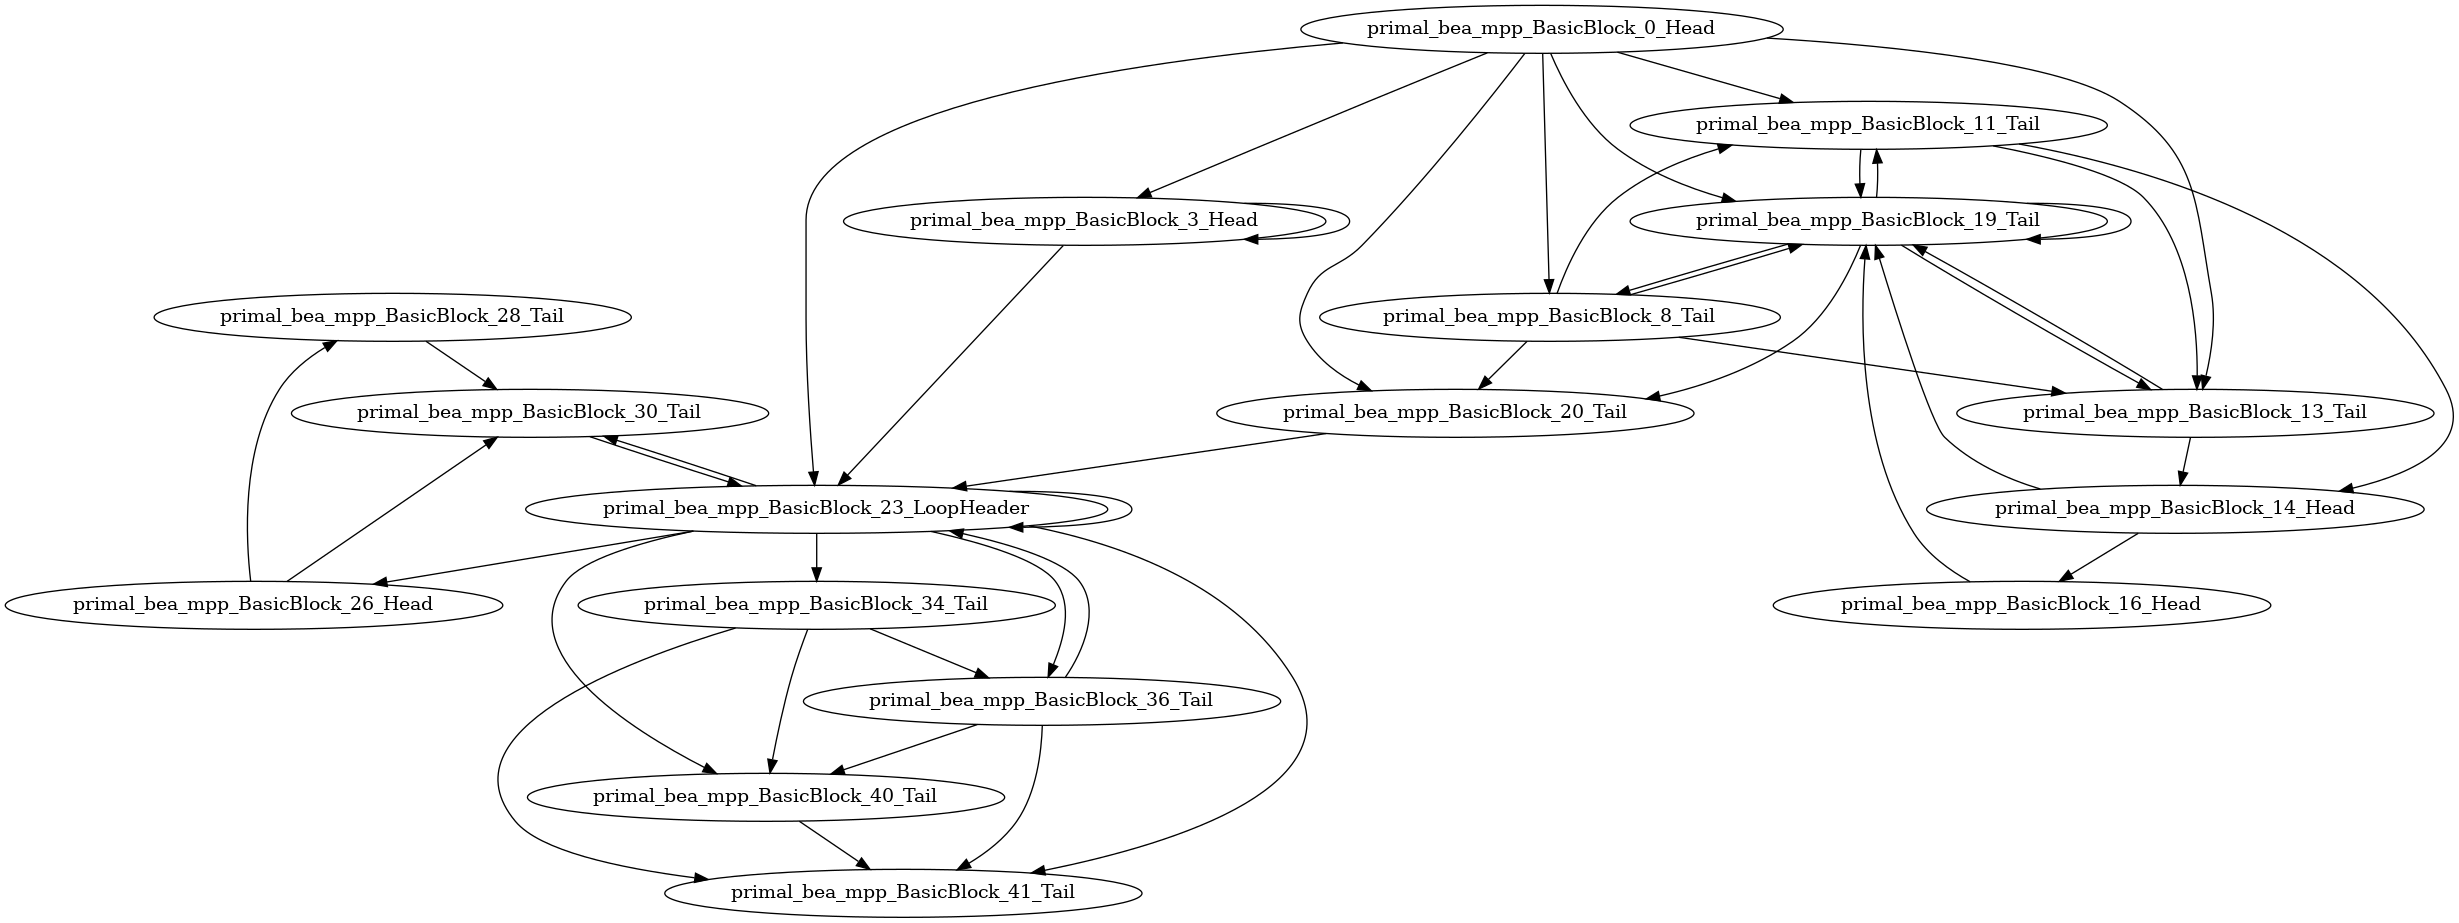 primal_bea_mpp_BasicBlock_0_Head
primal_bea_mpp_BasicBlock_11_Tail
primal_bea_mpp_BasicBlock_3_Head
primal_bea_mpp_BasicBlock_19_Tail
primal_bea_mpp_BasicBlock_28_Tail
primal_bea_mpp_BasicBlock_8_Tail
primal_bea_mpp_BasicBlock_30_Tail
primal_bea_mpp_BasicBlock_20_Tail
primal_bea_mpp_BasicBlock_13_Tail
primal_bea_mpp_BasicBlock_23_LoopHeader
primal_bea_mpp_BasicBlock_14_Head
primal_bea_mpp_BasicBlock_26_Head
primal_bea_mpp_BasicBlock_34_Tail
primal_bea_mpp_BasicBlock_16_Head
primal_bea_mpp_BasicBlock_36_Tail
primal_bea_mpp_BasicBlock_40_Tail
primal_bea_mpp_BasicBlock_41_Tail